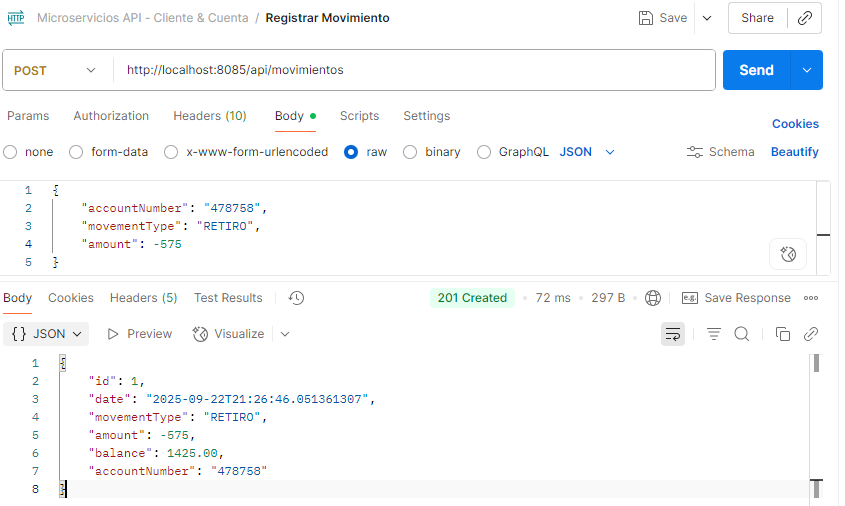 HTTP Microservicios API - Cliente & Cuenta / Registrar Movimiento Save Share
POST http://localhost:8085/api/movimientos Send
Params Authorization Headers (10) Body Scripts Settings Cookies
none form-data x-www-form-urlencoded raw binary GraphQL JSON Schema Beautify
1 {
2 "accountNumber": "478758",
3 "movementType": "RETIRO",
4 "amount": -575
5 }
Body Cookies Headers (5) Test Results 201 Created 72 ms 297 B e.g. Save Response
{} JSON Preview Visualize
1 {
2 "id": 1,
3 "date": "2025-09-22T21:26:46.051361307",
4 "movementType": "RETIRO",
5 "amount": -575,
6 "balance": 1425.00,
7 "accountNumber": "478758"
8 }